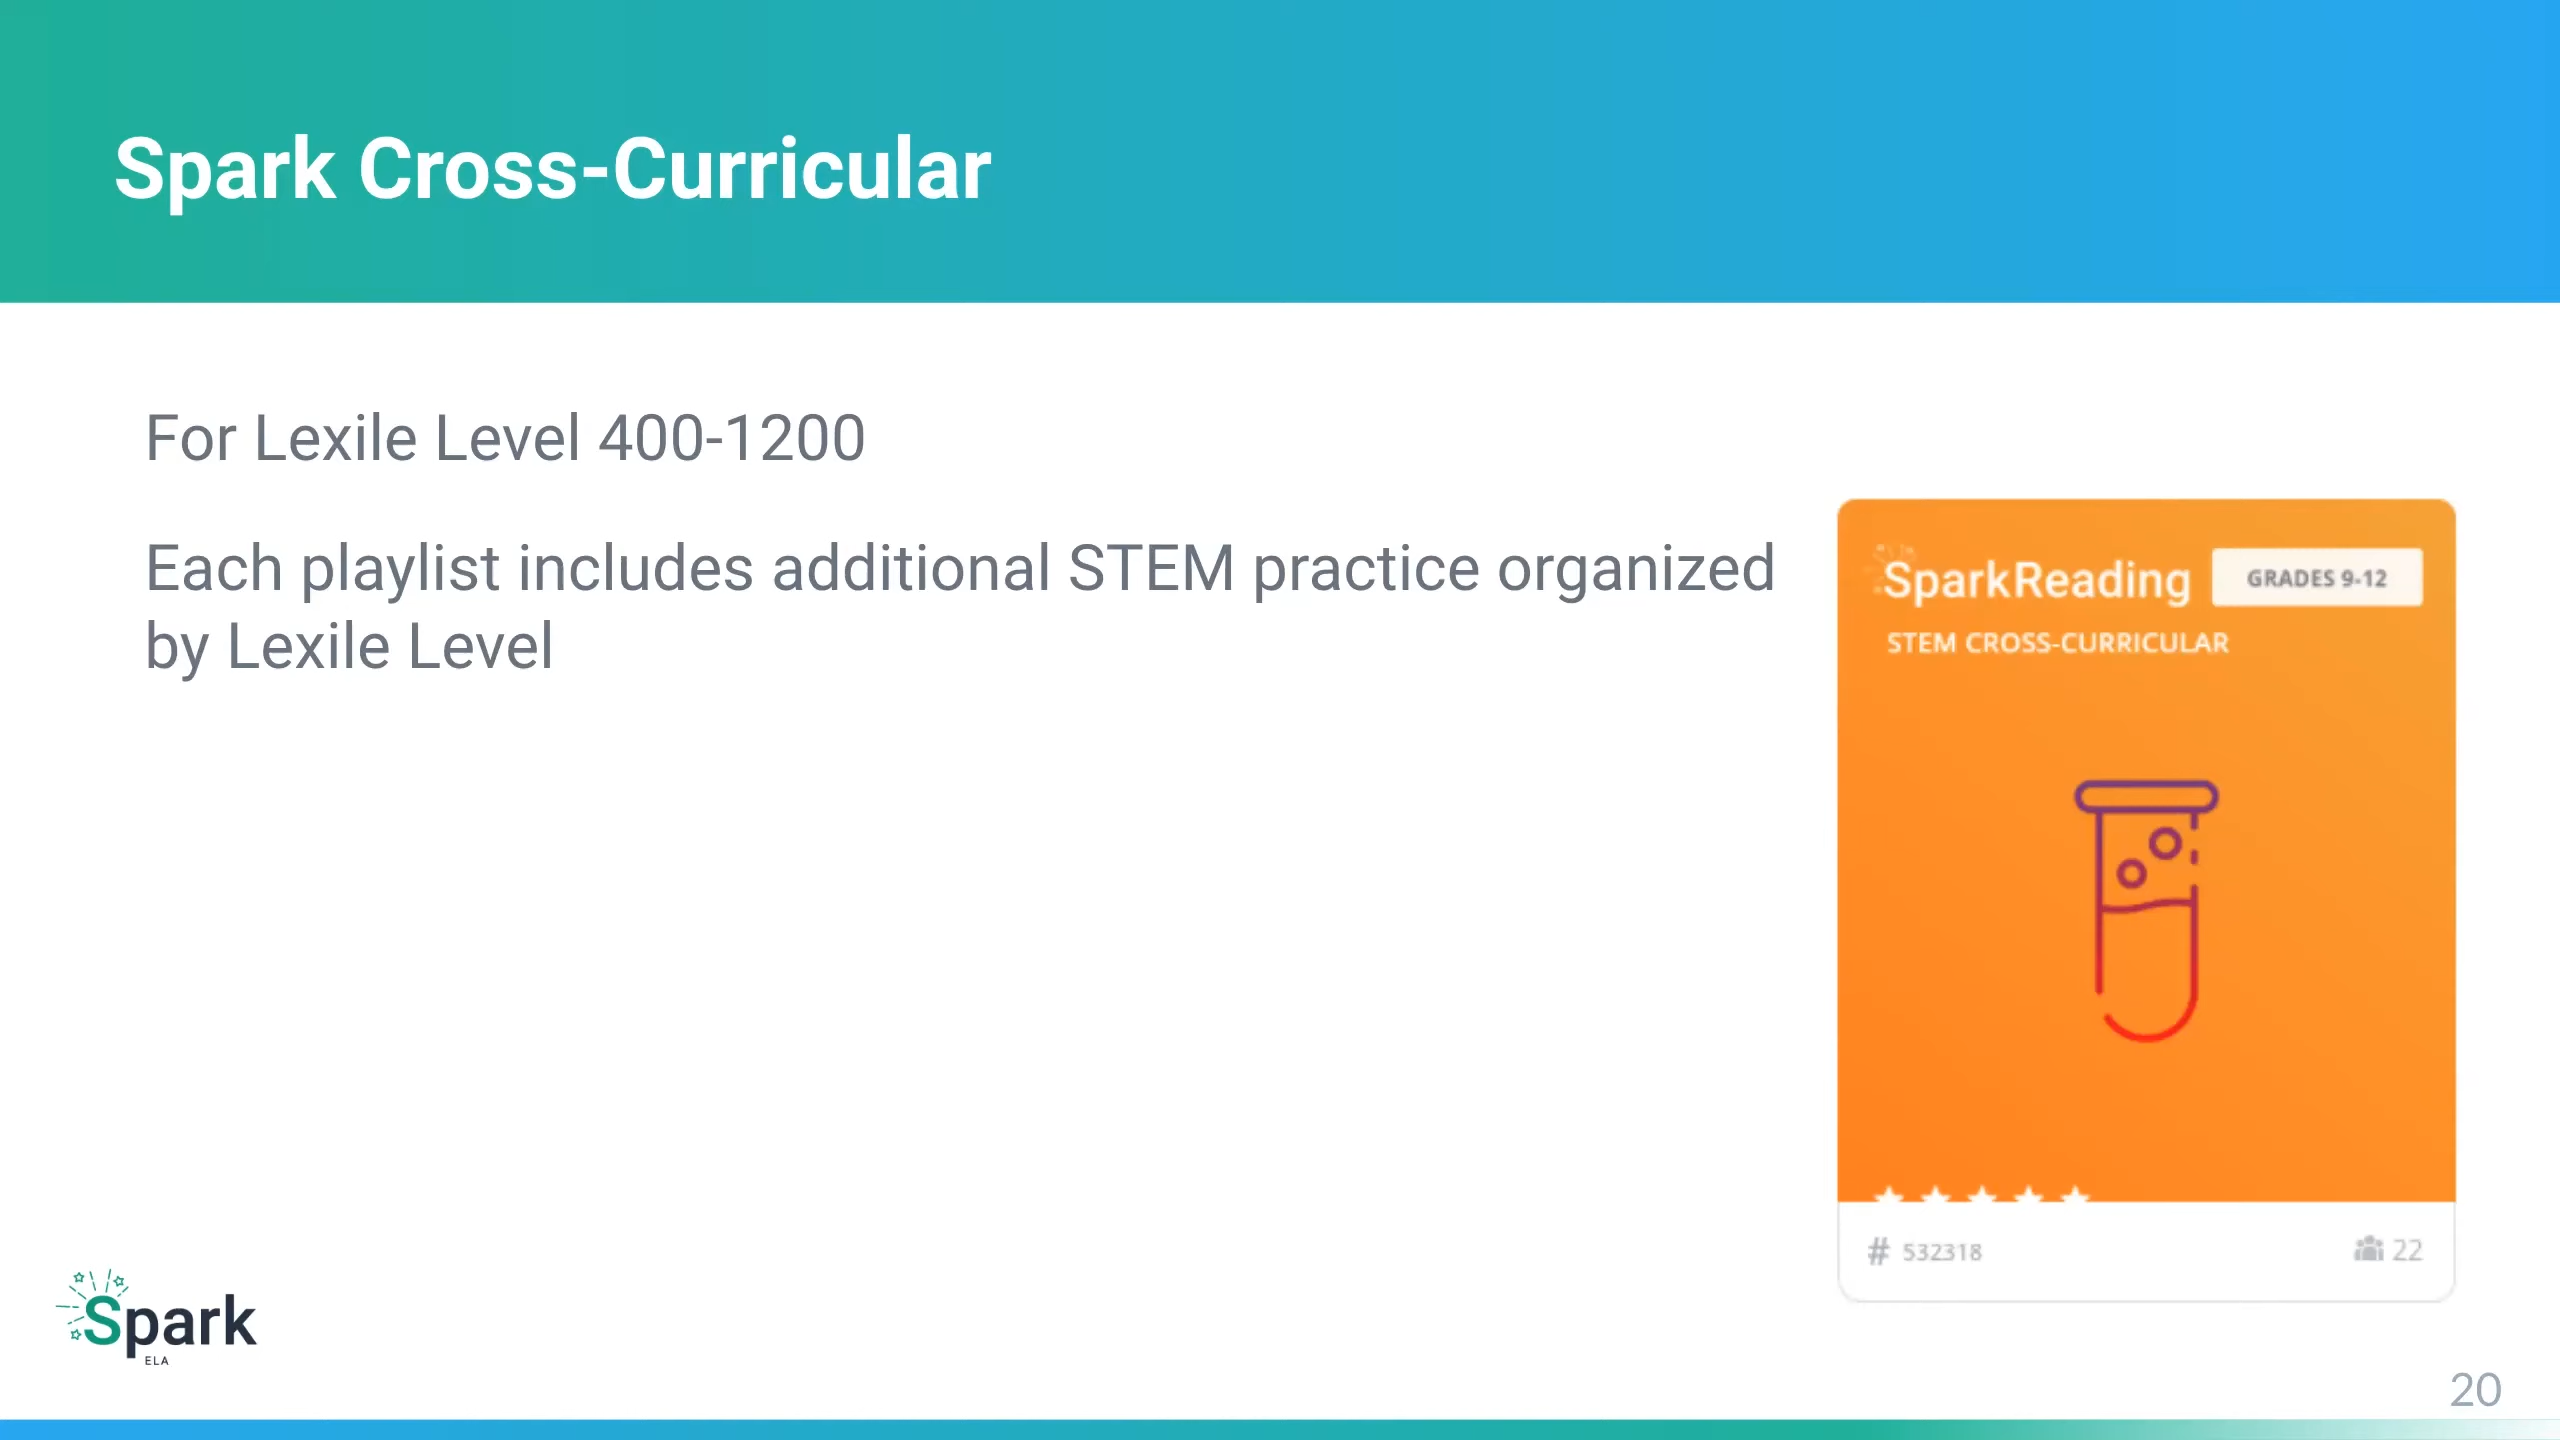 Spark Cross-Curricular
For Lexile Level 400-1200
Each playlist includes additional STEM practice organized
by Lexile Level
SparkReading
GRADES 9-12
STEM CROSS-CURRICULAR
# 532318
22
Spark
ELA
20